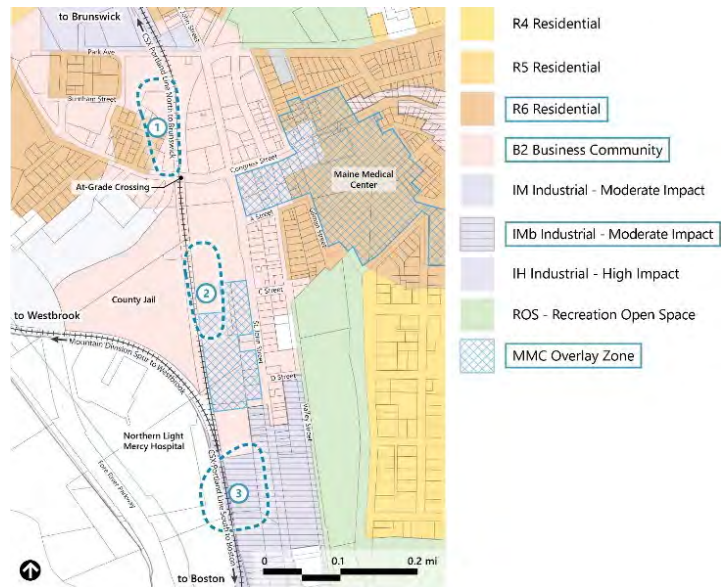 to Brunswick
CSX Portland Line North to Brunswick
Park Ave
Burnham Street
1
Congress Street
At-Grade Crossing
Maine Medical
Center
A Street
Gilman Street
2
C Street
County Jail
St. John Street
to Westbrook
Mountain Division Spur to Westbrook
D Street
Valley Street
Northern Light
Mercy Hospital
Fore River Parkway
CSX Portland Line South to Boston
3
0 0.1 0.2 mi
to Boston
R4 Residential
R5 Residential
R6 Residential
B2 Business Community
IM Industrial - Moderate Impact
IMb Industrial - Moderate Impact
IH Industrial - High Impact
ROS - Recreation Open Space
MMC Overlay Zone